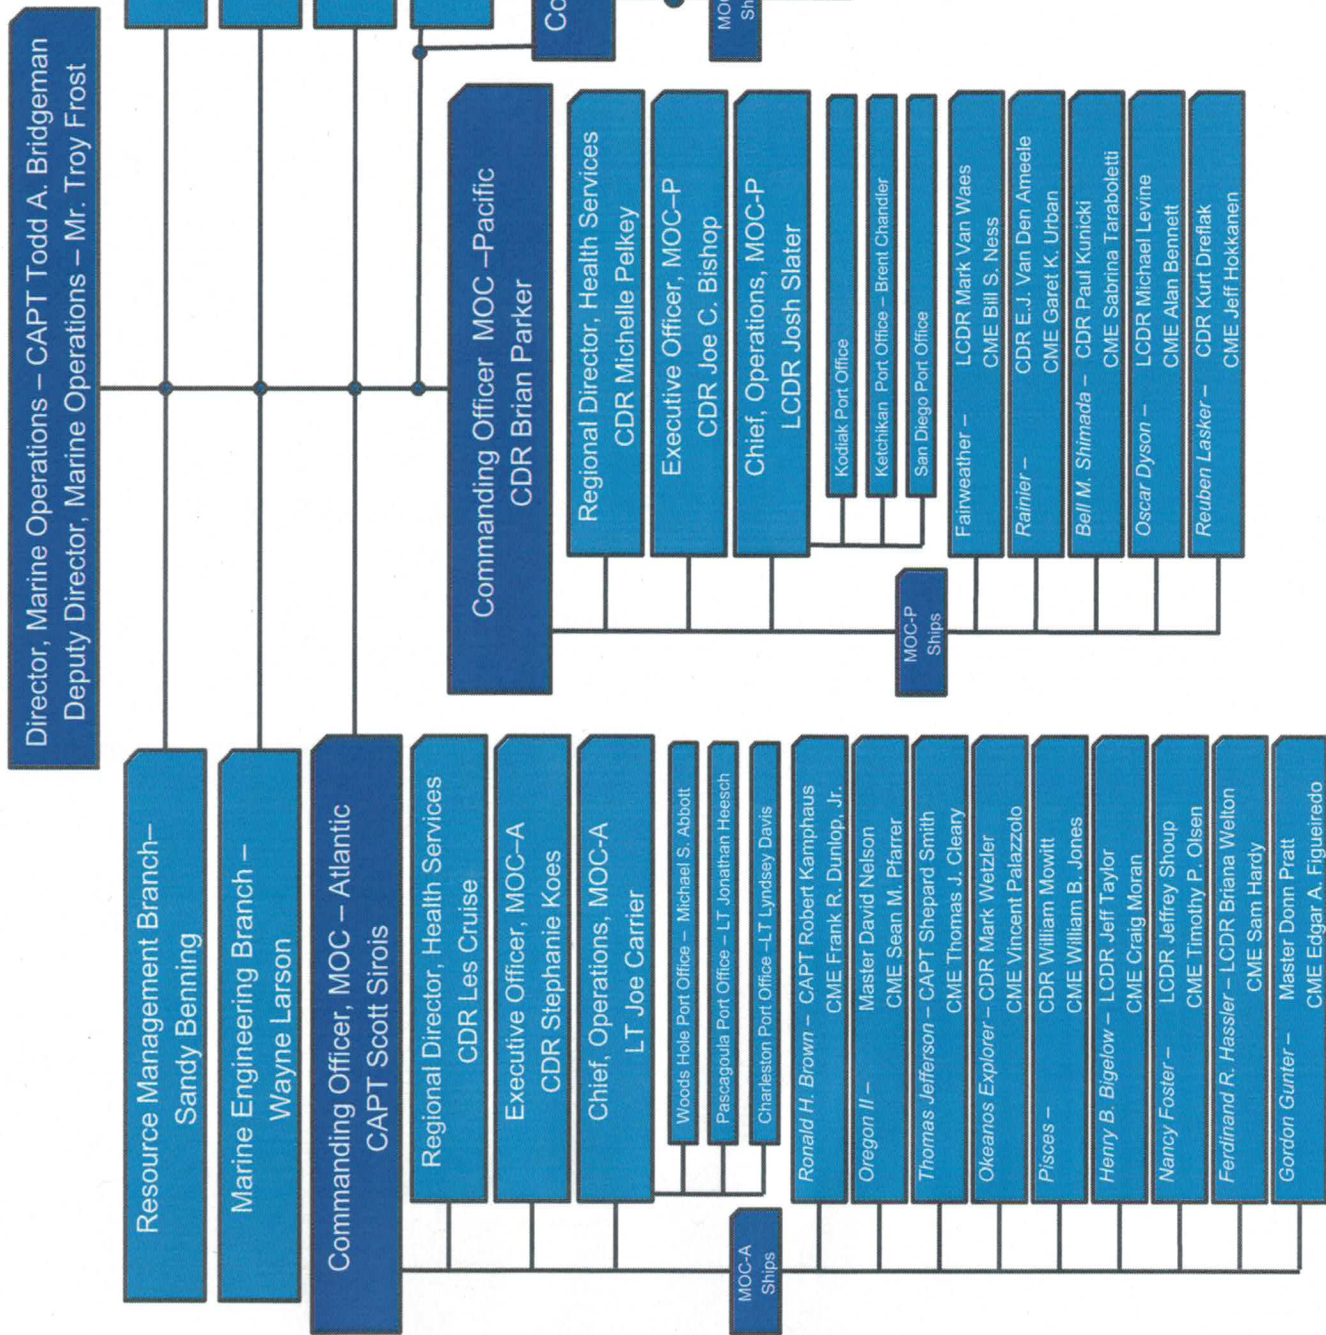 Director, Marine Operations – CAPT Todd A. Bridgeman
Deputy Director, Marine Operations – Mr. Troy Frost
Resource Management Branch–
Sandy Benning
Marine Engineering Branch –
Wayne Larson
Commanding Officer, MOC – Atlantic
CAPT Scott Sirois
Regional Director, Health Services
CDR Les Cruise
Executive Officer, MOC–A
CDR Stephanie Koes
Chief, Operations, MOC-A
LT Joe Carrier
Woods Hole Port Office – Michael S. Abbott
Pascagoula Port Office – LT Jonathan Heesch
Charleston Port Office –LT Lyndsey Davis
MOC-A
Ships
Ronald H. Brown – CAPT Robert Kamphaus
CME Frank R. Dunlop, Jr.
Oregon II – Master David Nelson
CME Sean M. Pfarrer
Thomas Jefferson – CAPT Shepard Smith
CME Thomas J. Cleary
Okeanos Explorer – CDR Mark Wetzler
CME Vincent Palazzolo
Pisces – CDR William Mowitt
CME William B. Jones
Henry B. Bigelow – LCDR Jeff Taylor
CME Craig Moran
Nancy Foster – LCDR Jeffrey Shoup
CME Timothy P. Olsen
Ferdinand R. Hassler – LCDR Briana Welton
CME Sam Hardy
Gordon Gunter – Master Donn Pratt
CME Edgar A. Figueiredo
Commanding Officer MOC –Pacific
CDR Brian Parker
Regional Director, Health Services
CDR Michelle Pelkey
Executive Officer, MOC–P
CDR Joe C. Bishop
Chief, Operations, MOC-P
LCDR Josh Slater
Kodiak Port Office
Ketchikan Port Office – Brent Chandler
San Diego Port Office
MOC-P
Ships
Fairweather – LCDR Mark Van Waes
CME Bill S. Ness
Rainier – CDR E.J. Van Den Ameele
CME Garet K. Urban
Bell M. Shimada – CDR Paul Kunicki
CME Sabrina Taraboletti
Oscar Dyson – LCDR Michael Levine
CME Alan Bennett
Reuben Lasker – CDR Kurt Dreflak
CME Jeff Hokkanen
Co
MOC
Sh